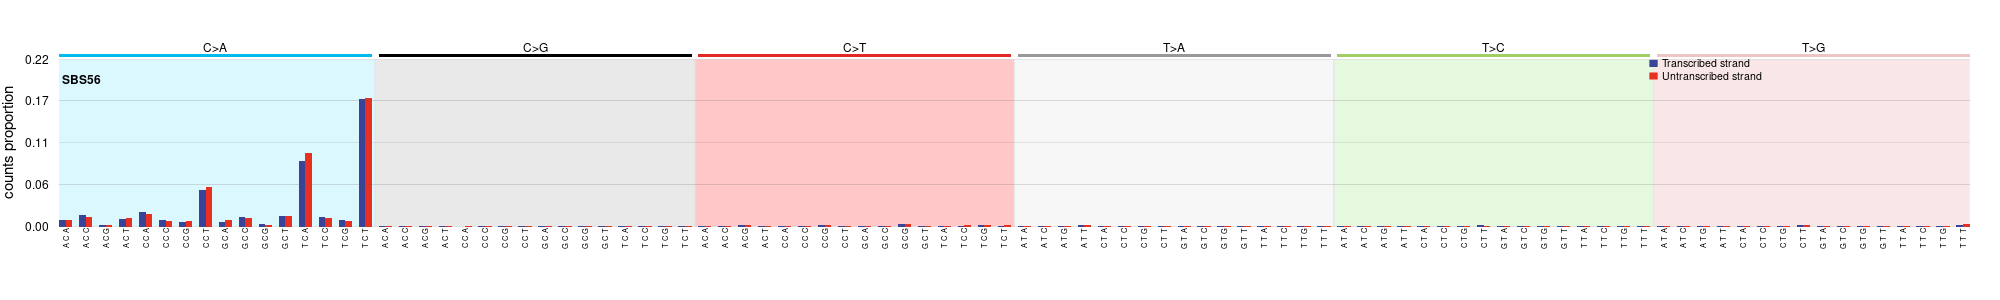 C>A C>G C>T T>A T>C T>G
SBS56
Transcribed strand
Untranscribed strand
counts proportion
0.22
0.17
0.11
0.06
0.00
ACA ACC ACG ACT CCA CCC CCG CCT GCA GCC GCG GCT TCA TCC TCG TCT ACA ACC ACG ACT CCA CCC CCG CCT GCA GCC GCG GCT TCA TCC TCG TCT ACA ACC ACG ACT CCA CCC CCG CCT GCA GCC GCG GCT TCA TCC TCG TCT ATA ATC ATG ATT CTA CTC CTG CTT GTA GTC GTG GTT TTA TTC TTG TTT ATA ATC ATG ATT CTA CTC CTG CTT GTA GTC GTG GTT TTA TTC TTG TTT ATA ATC ATG ATT CTA CTC CTG CTT GTA GTC GTG GTT TTA TTC TTG TTT